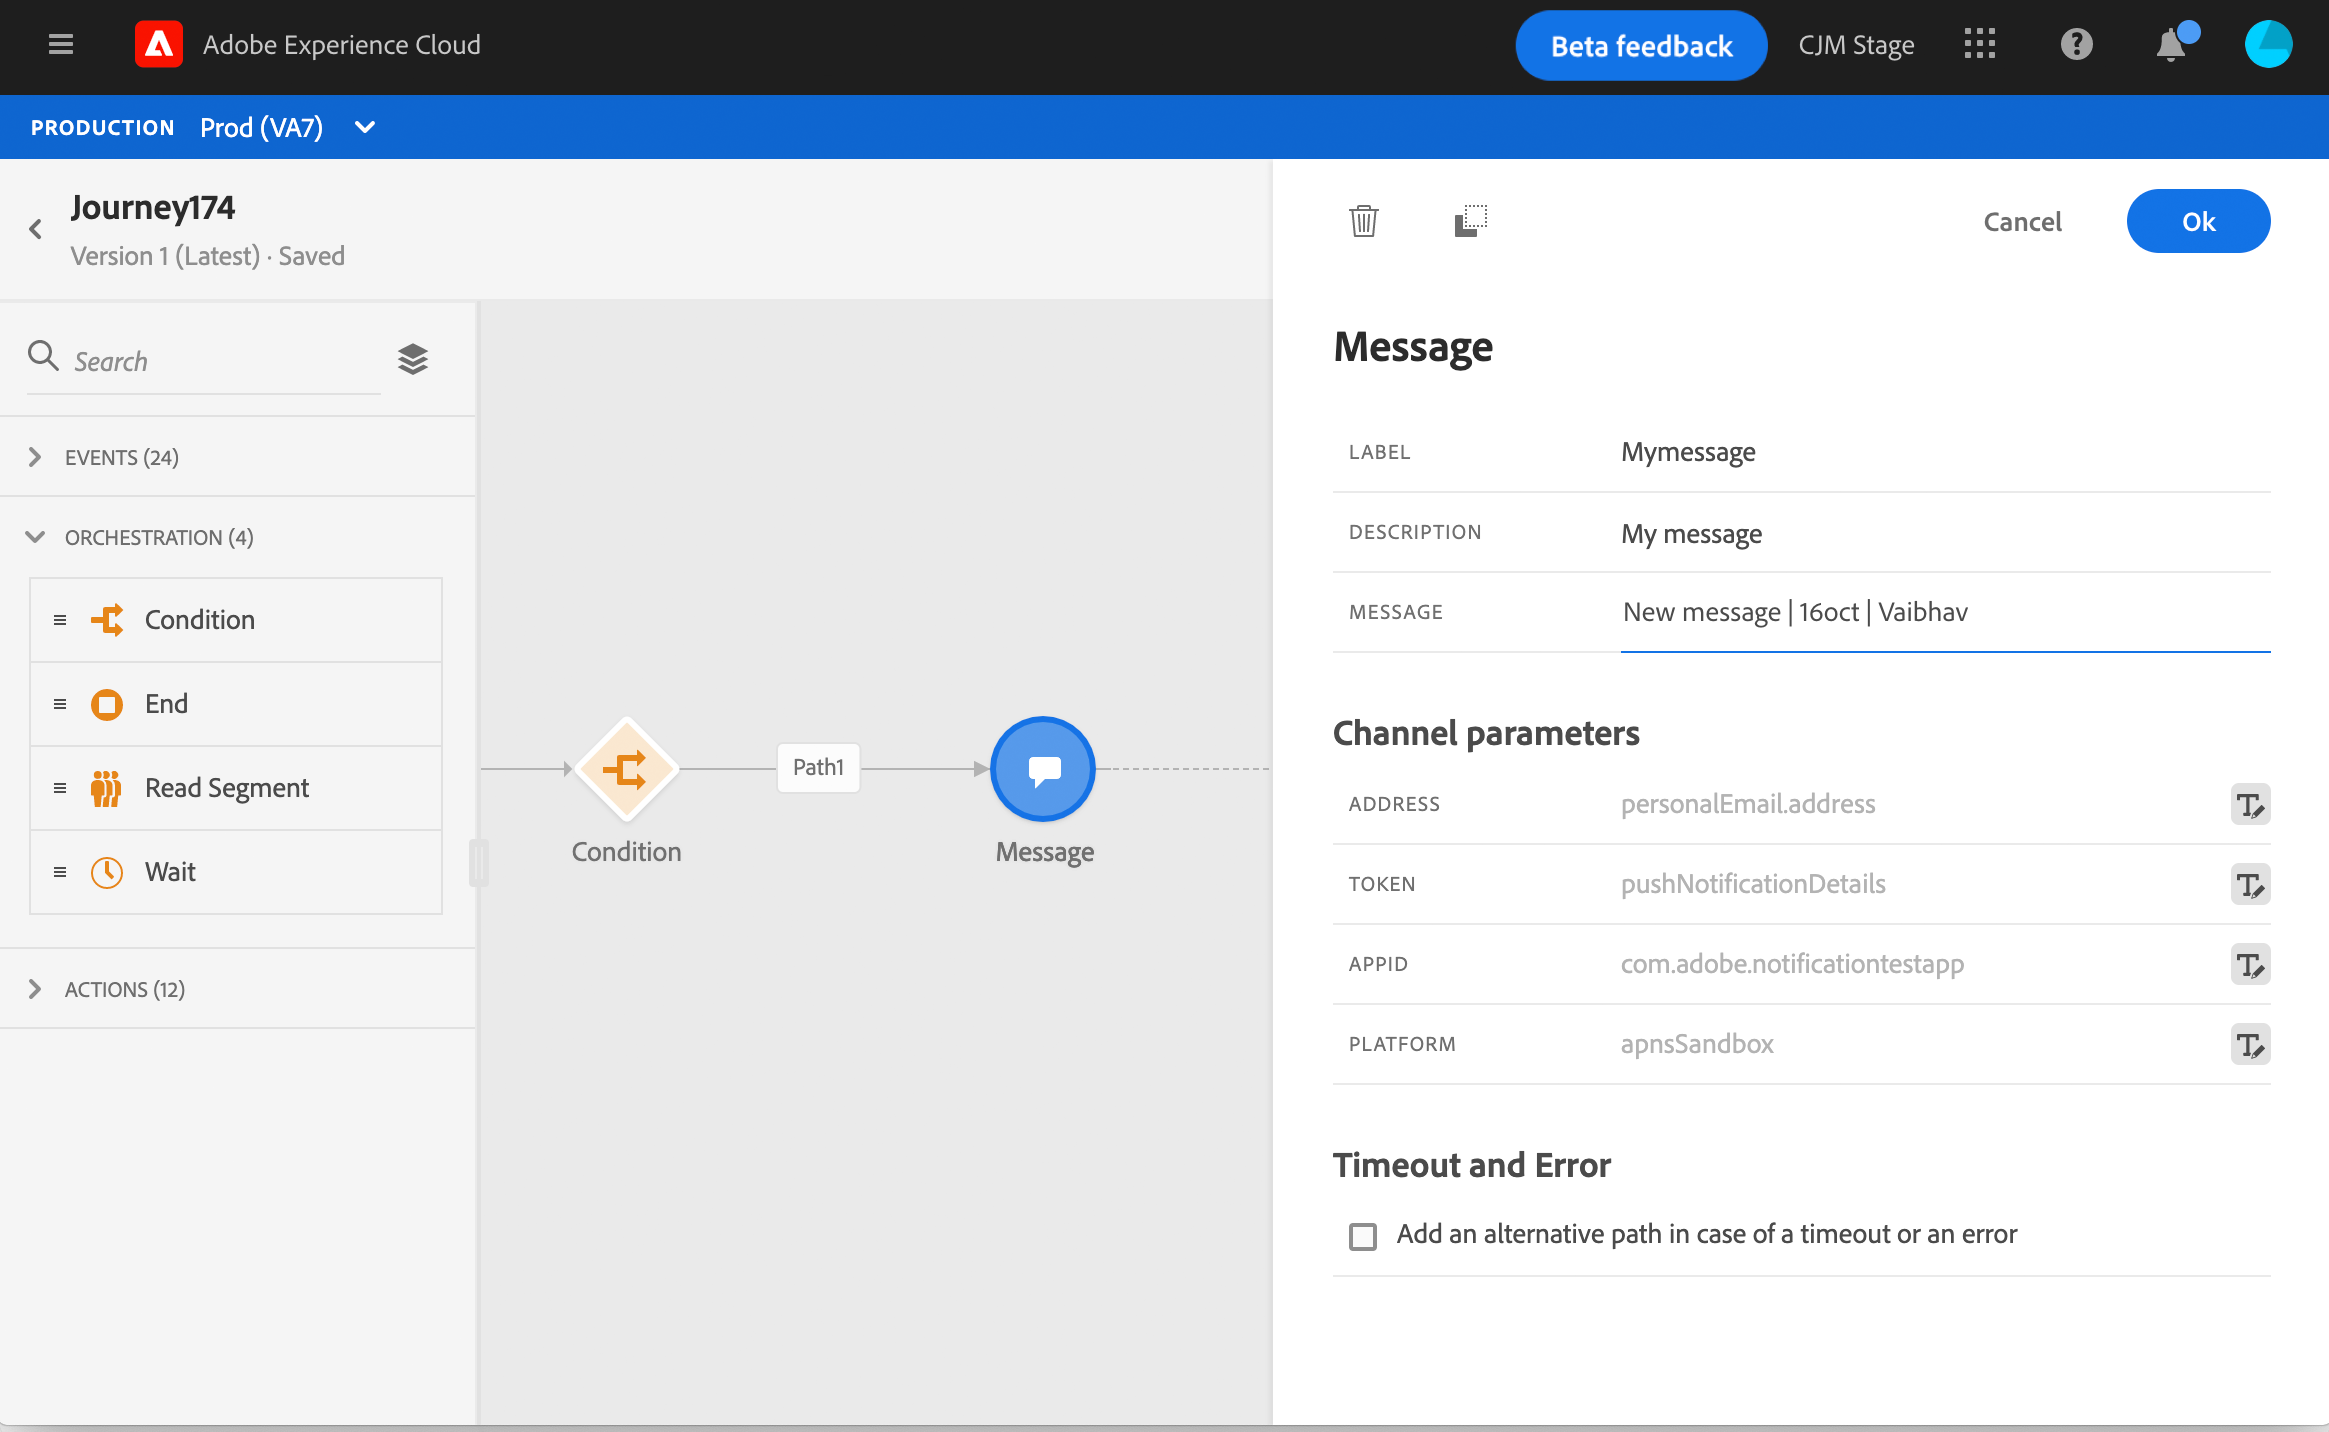 Adobe Experience Cloud
Beta feedback
CJM Stage
PRODUCTION Prod (VA7)
Journey174
Version 1 (Latest) · Saved
Cancel
Ok
Search
EVENTS (24)
ORCHESTRATION (4)
Condition
End
Read Segment
Wait
ACTIONS (12)
Condition
Path1
Message
Message
LABEL Mymessage
DESCRIPTION My message
MESSAGE New message | 16oct | Vaibhav
Channel parameters
ADDRESS personalEmail.address
TOKEN pushNotificationDetails
APPID com.adobe.notificationtestapp
PLATFORM apnsSandbox
Timeout and Error
Add an alternative path in case of a timeout or an error